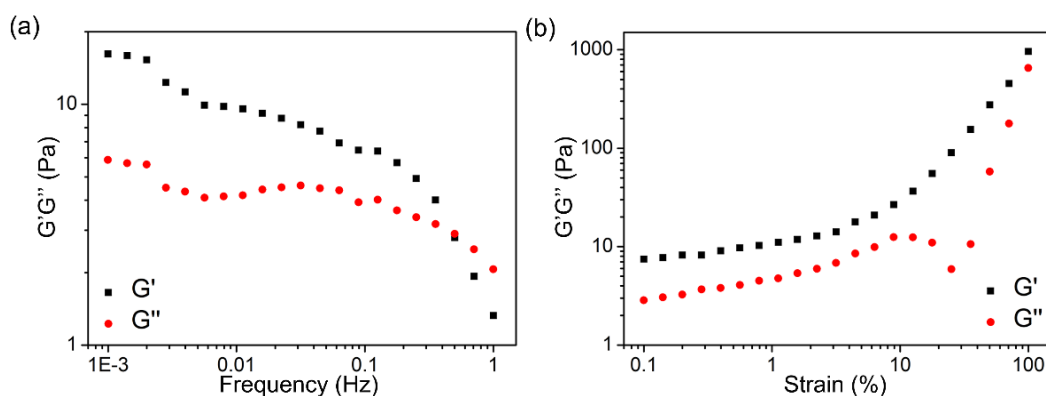 (a)
G'G'' (Pa)
10
1
G'
G''
1E-3 0.01 0.1 1
Frequency (Hz)
(b)
G'G'' (Pa)
1000
100
10
1
G'
G''
0.1 1 10 100
Strain (%)